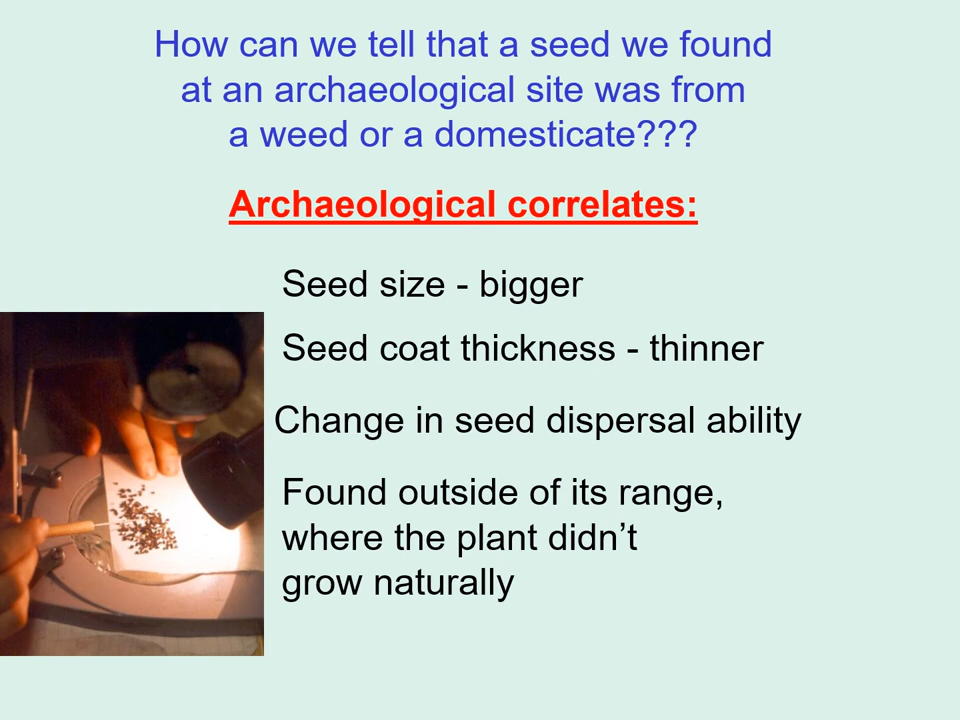 How can we tell that a seed we found
at an archaeological site was from
a weed or a domesticate???
Archaeological correlates:
Seed size - bigger
Seed coat thickness - thinner
Change in seed dispersal ability
Found outside of its range,
where the plant didn’t
grow naturally